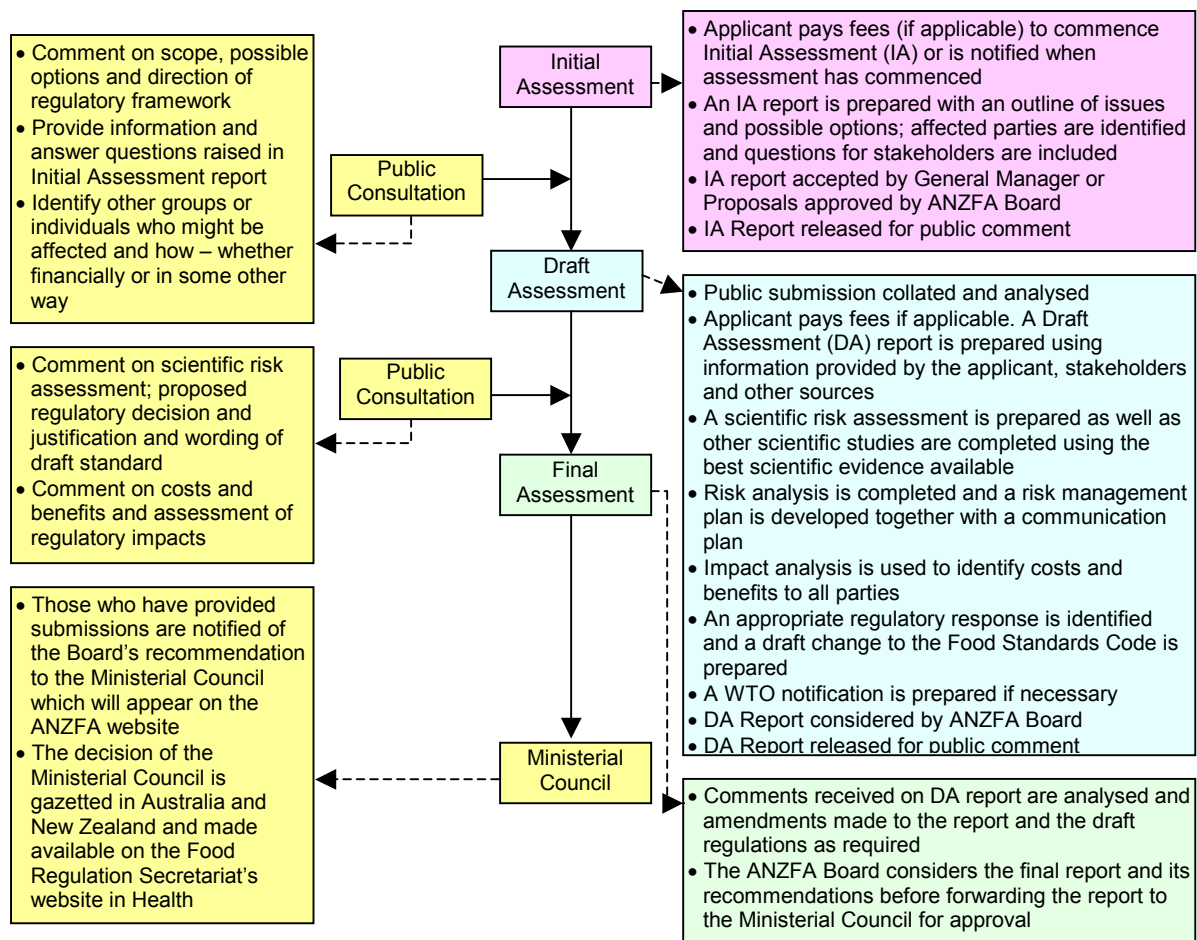 • Comment on scope, possible
options and direction of
regulatory framework
• Provide information and
answer questions raised in
Initial Assessment report
• Identify other groups or
individuals who might be
affected and how – whether
financially or in some other
way
Initial
Assessment
• Applicant pays fees (if applicable) to commence
Initial Assessment (IA) or is notified when
assessment has commenced
• An IA report is prepared with an outline of issues
and possible options; affected parties are identified
and questions for stakeholders are included
• IA report accepted by General Manager or
Proposals approved by ANZFA Board
• IA Report released for public comment
Public
Consultation
Draft
Assessment
• Public submission collated and analysed
• Applicant pays fees if applicable. A Draft
Assessment (DA) report is prepared using
information provided by the applicant, stakeholders
and other sources
• A scientific risk assessment is prepared as well as
other scientific studies are completed using the
best scientific evidence available
• Risk analysis is completed and a risk management
plan is developed together with a communication
plan
• Impact analysis is used to identify costs and
benefits to all parties
• An appropriate regulatory response is identified
and a draft change to the Food Standards Code is
prepared
• A WTO notification is prepared if necessary
• DA Report considered by ANZFA Board
• DA Report released for public comment
• Comment on scientific risk
assessment; proposed
regulatory decision and
justification and wording of
draft standard
• Comment on costs and
benefits and assessment of
regulatory impacts
Public
Consultation
Final
Assessment
• Those who have provided
submissions are notified of
the Board's recommendation
to the Ministerial Council
which will appear on the
ANZFA website
• The decision of the
Ministerial Council is
gazetted in Australia and
New Zealand and made
available on the Food
Regulation Secretariat's
website in Health
Ministerial
Council
• Comments received on DA report are analysed and
amendments made to the report and the draft
regulations as required
• The ANZFA Board considers the final report and its
recommendations before forwarding the report to
the Ministerial Council for approval